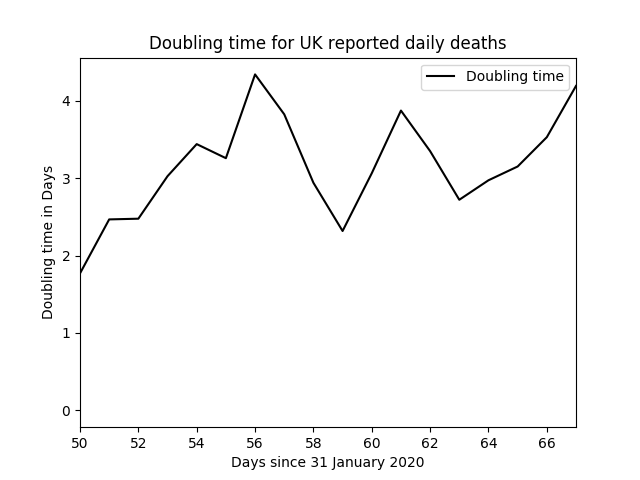 Doubling time for UK reported daily deaths
Doubling time
Doubling time in Days
4
3
2
1
0
50 52 54 56 58 60 62 64 66
Days since 31 January 2020